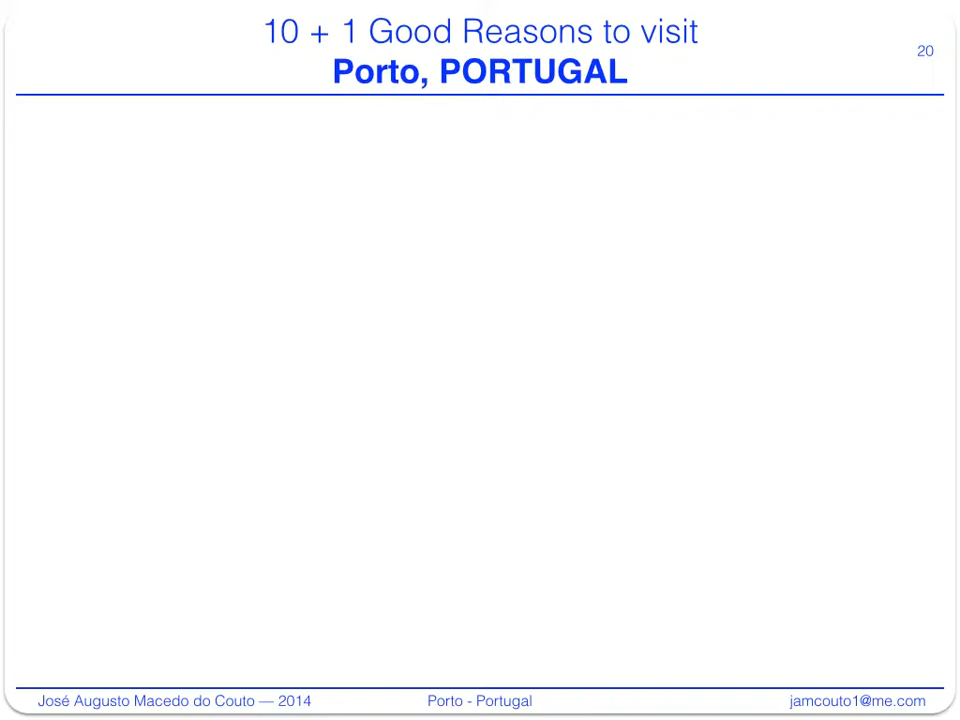 10 + 1 Good Reasons to visit
Porto, PORTUGAL
20
José Augusto Macedo do Couto — 2014
Porto - Portugal
jamcouto1@me.com